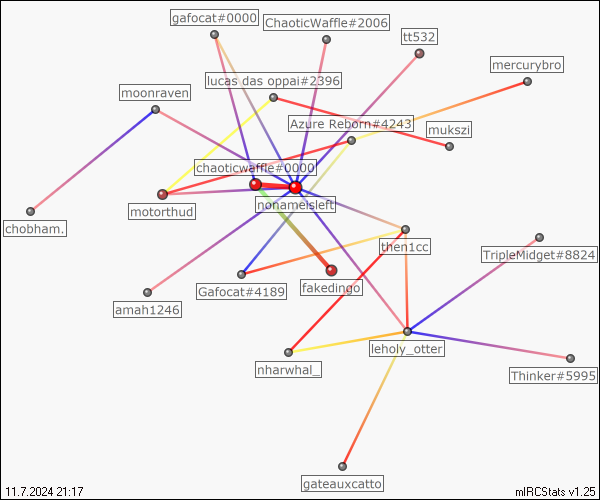 gafocat#0000
ChaoticWaffle#2006
tt532
mercurybro
lucas das oppai#2396
moonraven
Azure Reborn#4243
mukszi
chaoticwaffle#0000
nonameisleft
motorthud
chobham.
then1cc
TripleMidget#8824
Gafocat#4189
fakedingo
amah1246
leholy_otter
nharwhal_
Thinker#5995
gateauxcatto
11.7.2024 21:17
mIRCStats v1.25